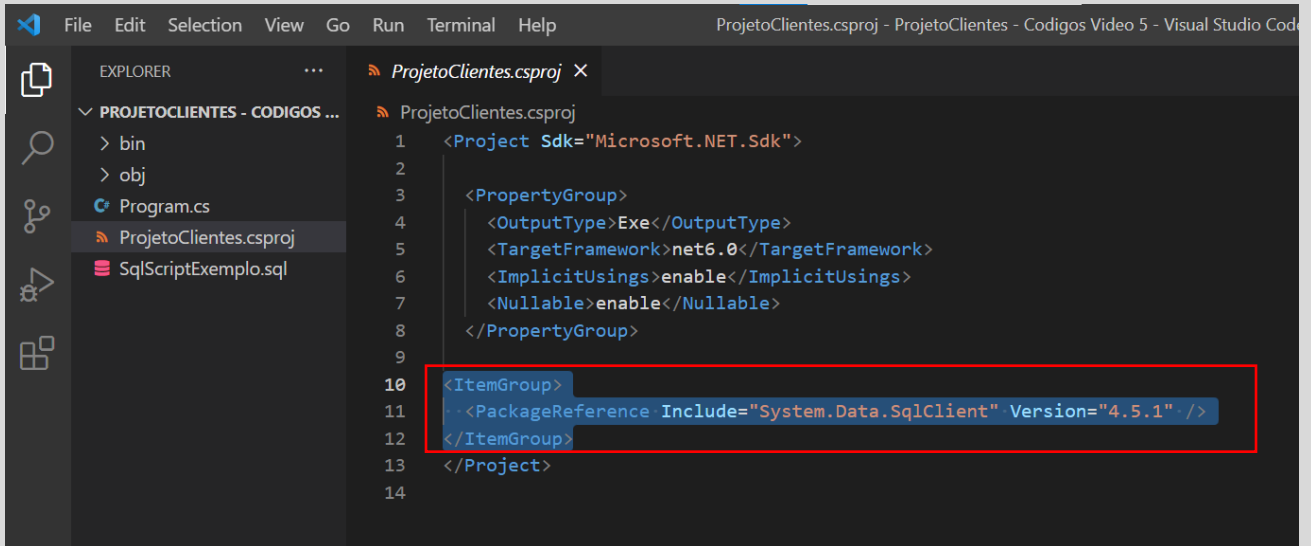 File Edit Selection View Go Run Terminal Help ProjetoClientes.csproj - ProjetoClientes - Codigos Video 5 - Visual Studio Code
EXPLORER ···
PROJETOCLIENTES - CODIGOS ...
bin
obj
C# Program.cs
ProjetoClientes.csproj
SqlScriptExemplo.sql
ProjetoClientes.csproj ×
ProjetoClientes.csproj
1 <Project Sdk="Microsoft.NET.Sdk">
2
3 <PropertyGroup>
4 <OutputType>Exe</OutputType>
5 <TargetFramework>net6.0</TargetFramework>
6 <ImplicitUsings>enable</ImplicitUsings>
7 <Nullable>enable</Nullable>
8 </PropertyGroup>
9
10 <ItemGroup>
11 <PackageReference Include="System.Data.SqlClient" Version="4.5.1" />
12 </ItemGroup>
13 </Project>
14